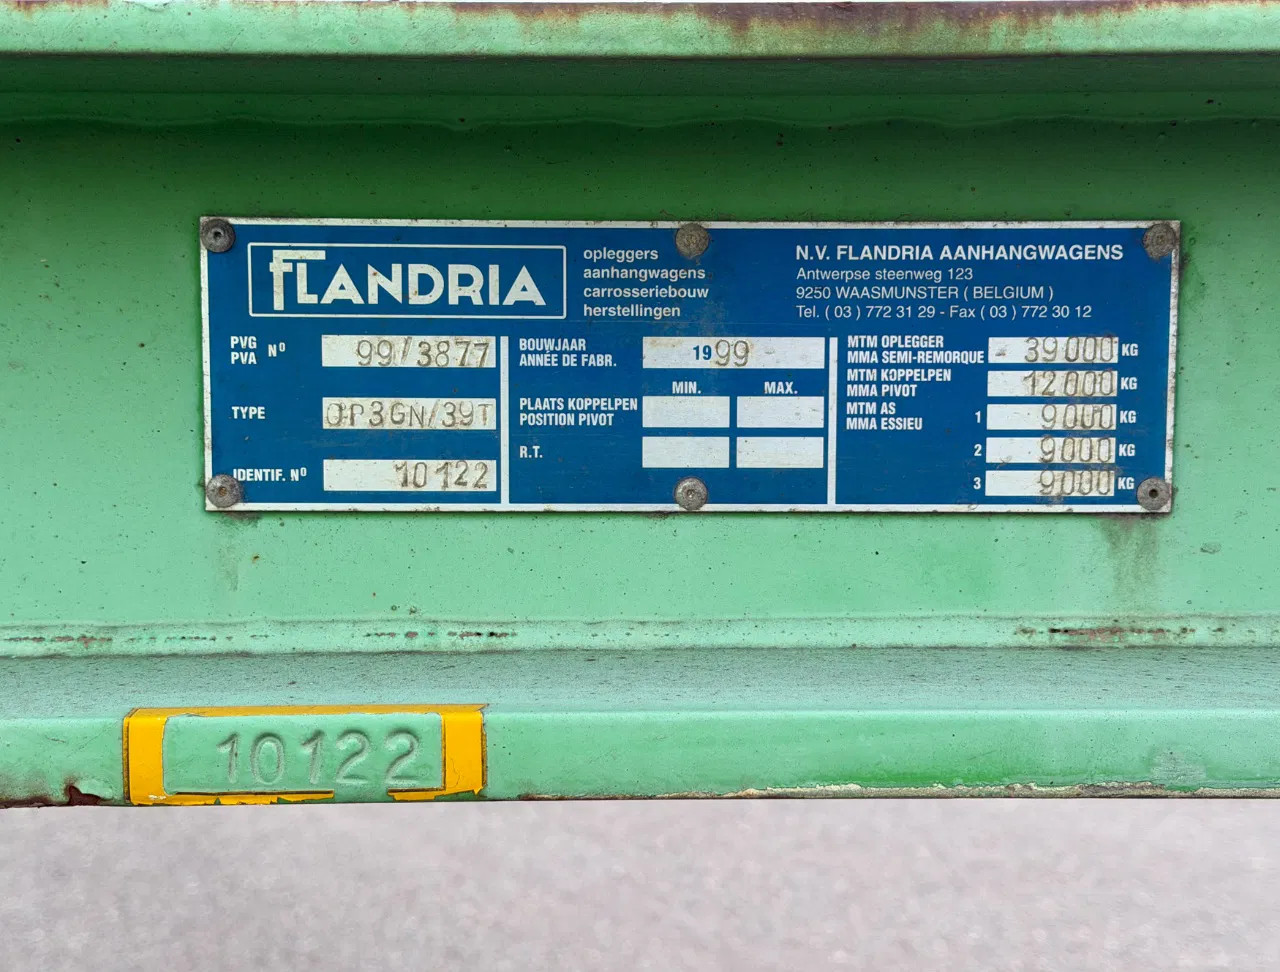 FLANDRIA
opleggers
aanhangwagens
carrosseriebouw
herstellingen
N.V. FLANDRIA AANHANGWAGENS
Antwerpse steenweg 123
9250 WAASMUNSTER ( BELGIUM )
Tel. ( 03 ) 772 31 29 - Fax ( 03 ) 772 30 12
PVG
PVA Nº 99/3877
TYPE OP3GN/39T
IDENTIF. Nº 10122
BOUWJAAR
ANNÉE DE FABR. 1999
MIN. MAX.
PLAATS KOPPELPEN
POSITION PIVOT
R.T.
MTM OPLEGGER
MMA SEMI-REMORQUE 39000 KG
MTM KOPPELPEN
MMA PIVOT 12000 KG
MTM AS
MMA ESSIEU 1 9000 KG
2 9000 KG
3 9000 KG
10122